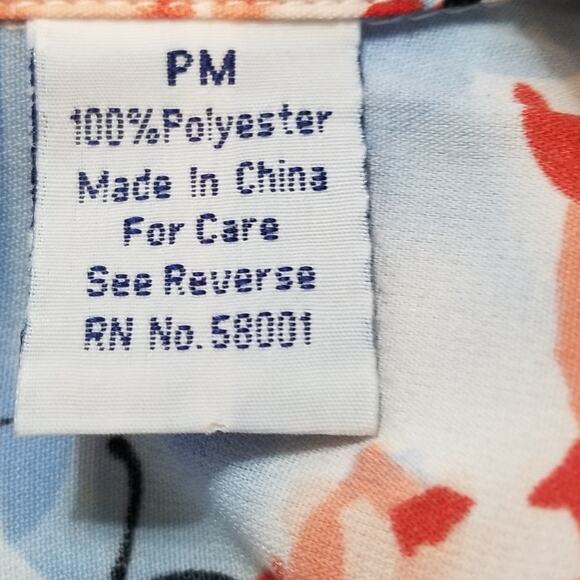 PM
100%Polyester
Made In China
For Care
See Reverse
RN No. 58001